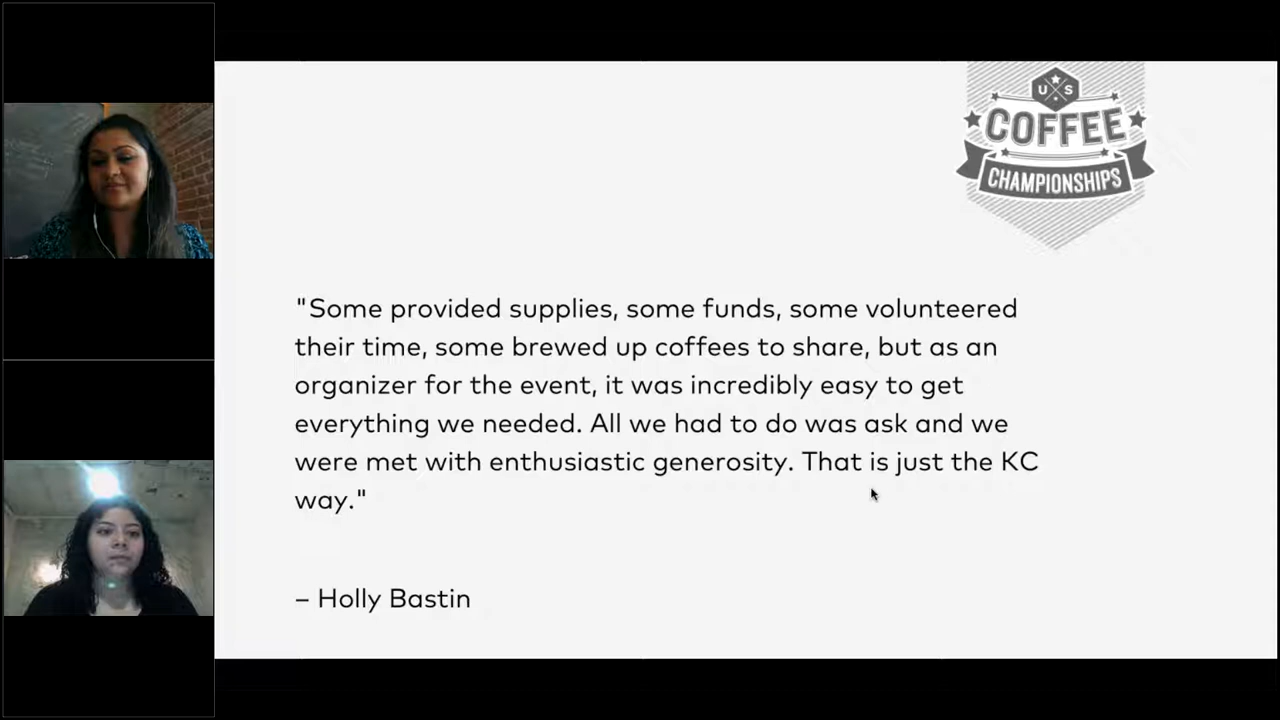 U S
COFFEE
CHAMPIONSHIPS
"Some provided supplies, some funds, some volunteered
their time, some brewed up coffees to share, but as an
organizer for the event, it was incredibly easy to get
everything we needed. All we had to do was ask and we
were met with enthusiastic generosity. That is just the KC
way."
– Holly Bastin